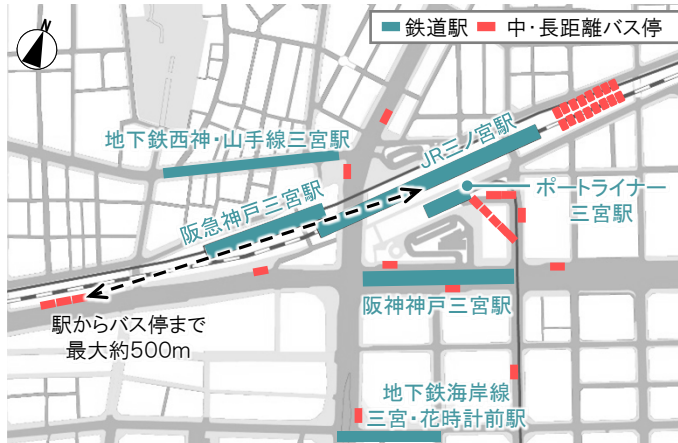 N
鉄道駅 中・長距離バス停
地下鉄西神・山手線三宮駅
JR三ノ宮駅
阪急神戸三宮駅
ポートライナー
三宮駅
阪神神戸三宮駅
駅からバス停まで
最大約500m
地下鉄海岸線
三宮・花時計前駅